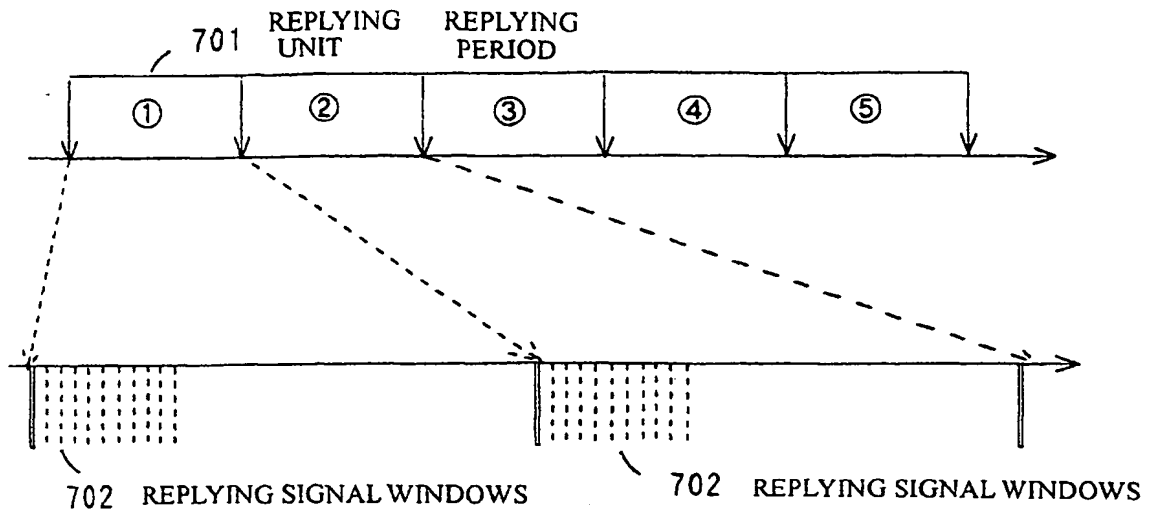 701 REPLYING UNIT REPLYING PERIOD
① ② ③ ④ ⑤
702 REPLYING SIGNAL WINDOWS
702 REPLYING SIGNAL WINDOWS